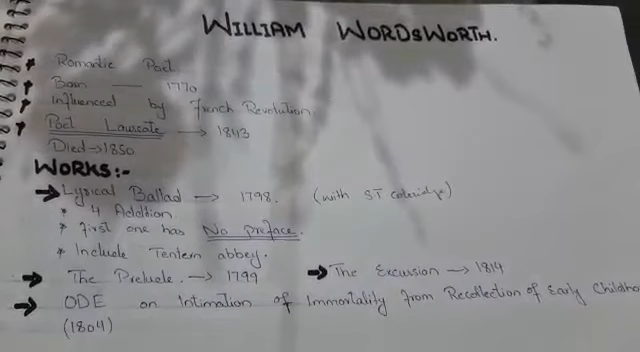 WILLIAM WORDSWORTH.
Romantic Poet.
Born — 1770
Influenced by French Revolution
Poet Laureate → 1843
Died → 1850
WORKS:-
Lyrical Ballad → 1798. (with ST coleridge)
* 4 Addition.
* first one has No preface.
* Include Tentern abbey.
The Prelude. → 1799 The Excursion → 1814
ODE on Intimation of Immortality from Recollection of Early Childho
(1804)